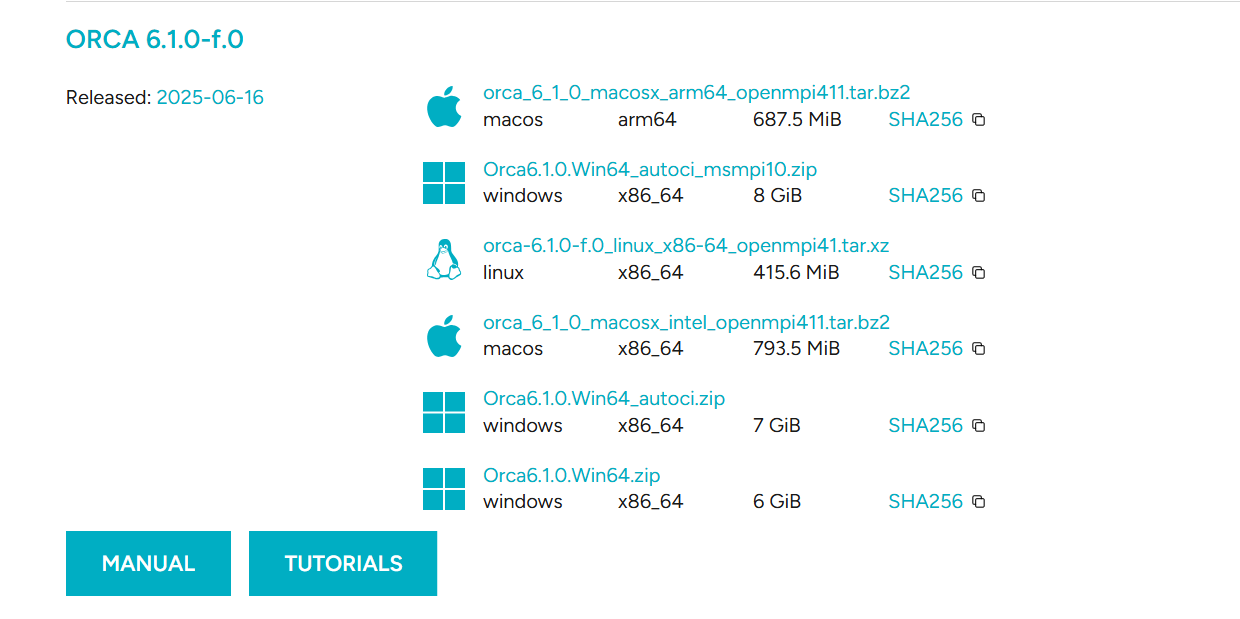 ORCA 6.1.0-f.0
Released: 2025-06-16
orca_6_1_0_macosx_arm64_openmpi411.tar.bz2
macos arm64 687.5 MiB SHA256
Orca6.1.0.Win64_autoci_msmpi10.zip
windows x86_64 8 GiB SHA256
orca-6.1.0-f.0_linux_x86-64_openmpi41.tar.xz
linux x86_64 415.6 MiB SHA256
orca_6_1_0_macosx_intel_openmpi411.tar.bz2
macos x86_64 793.5 MiB SHA256
Orca6.1.0.Win64_autoci.zip
windows x86_64 7 GiB SHA256
Orca6.1.0.Win64.zip
windows x86_64 6 GiB SHA256
MANUAL TUTORIALS